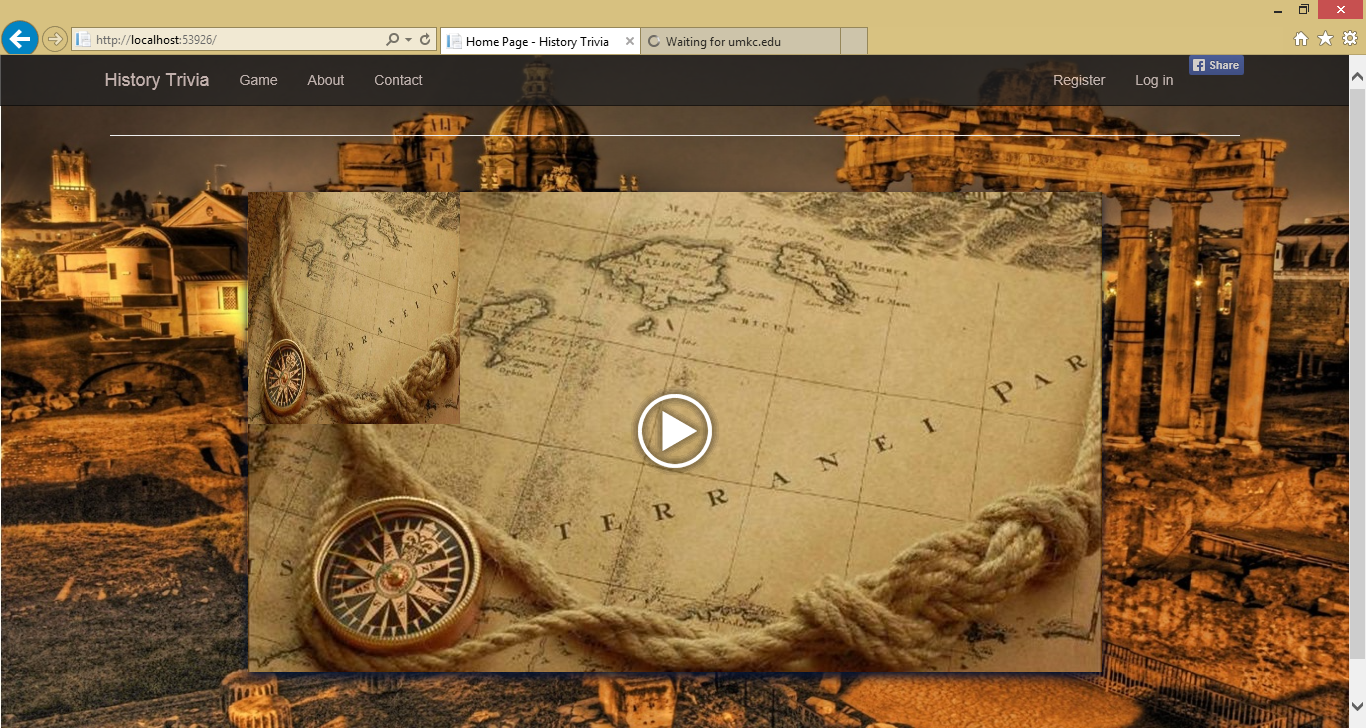 http://localhost:53926/
Home Page - History Trivia
Waiting for umkc.edu
History Trivia
Game
About
Contact
Register
Log in
Share
TERRANEI PAR
TERRANEI PAR